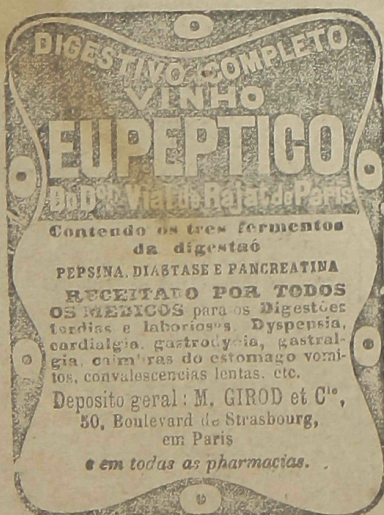 DIGESTIVO COMPLETO
VINHO
EUPEPTICO
Do Dor. Vial de Rajat de Paris
Contendo os tres fermentos
da digestaõ
PEPSINA, DIASTASE E PANCREATINA
RECEITADO POR TODOS
OS MEDICOS para os Digestões
tardias e laboriosas, Dyspepsia,
cardialgia, gastrodynia, gastral-
gia, caimbras do estomago vomi-
tos, convalescencias lentas, etc.
Deposito geral: M. GIROD et Cie,
50, Boulevard de Strasbourg,
em Paris
e em todas as pharmacias.